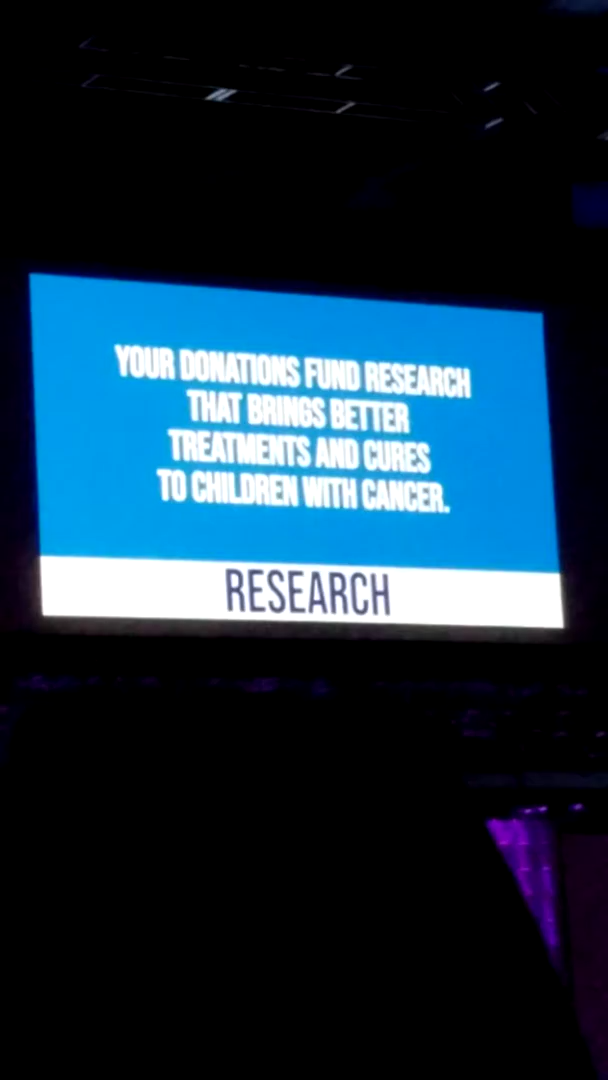 YOUR DONATIONS FUND RESEARCH
THAT BRINGS BETTER
TREATMENTS AND CURES
TO CHILDREN WITH CANCER.
RESEARCH